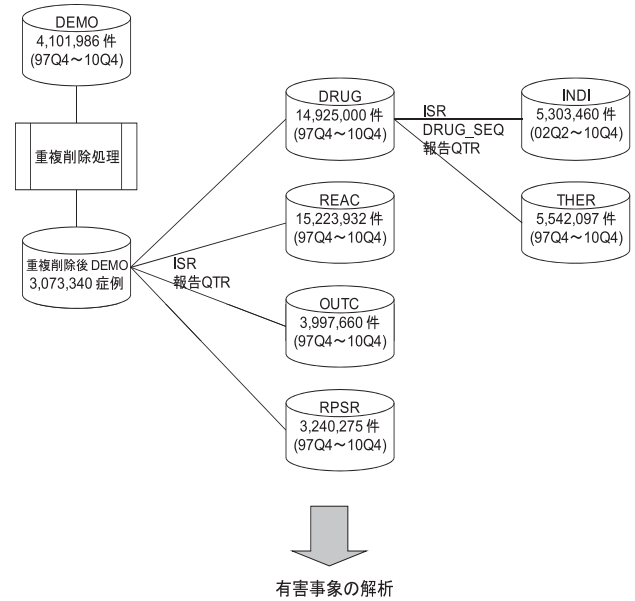 DEMO
4,101,986 件
(97Q4～10Q4)
重複削除処理
重複削除後 DEMO
3,073,340 症例
ISR
報告QTR
DRUG
14,925,000 件
(97Q4～10Q4)
REAC
15,223,932 件
(97Q4～10Q4)
OUTC
3,997,660 件
(97Q4～10Q4)
RPSR
3,240,275 件
(97Q4～10Q4)
ISR
DRUG_SEQ
報告QTR
INDI
5,303,460 件
(02Q2～10Q4)
THER
5,542,097 件
(97Q4～10Q4)
有害事象の解析